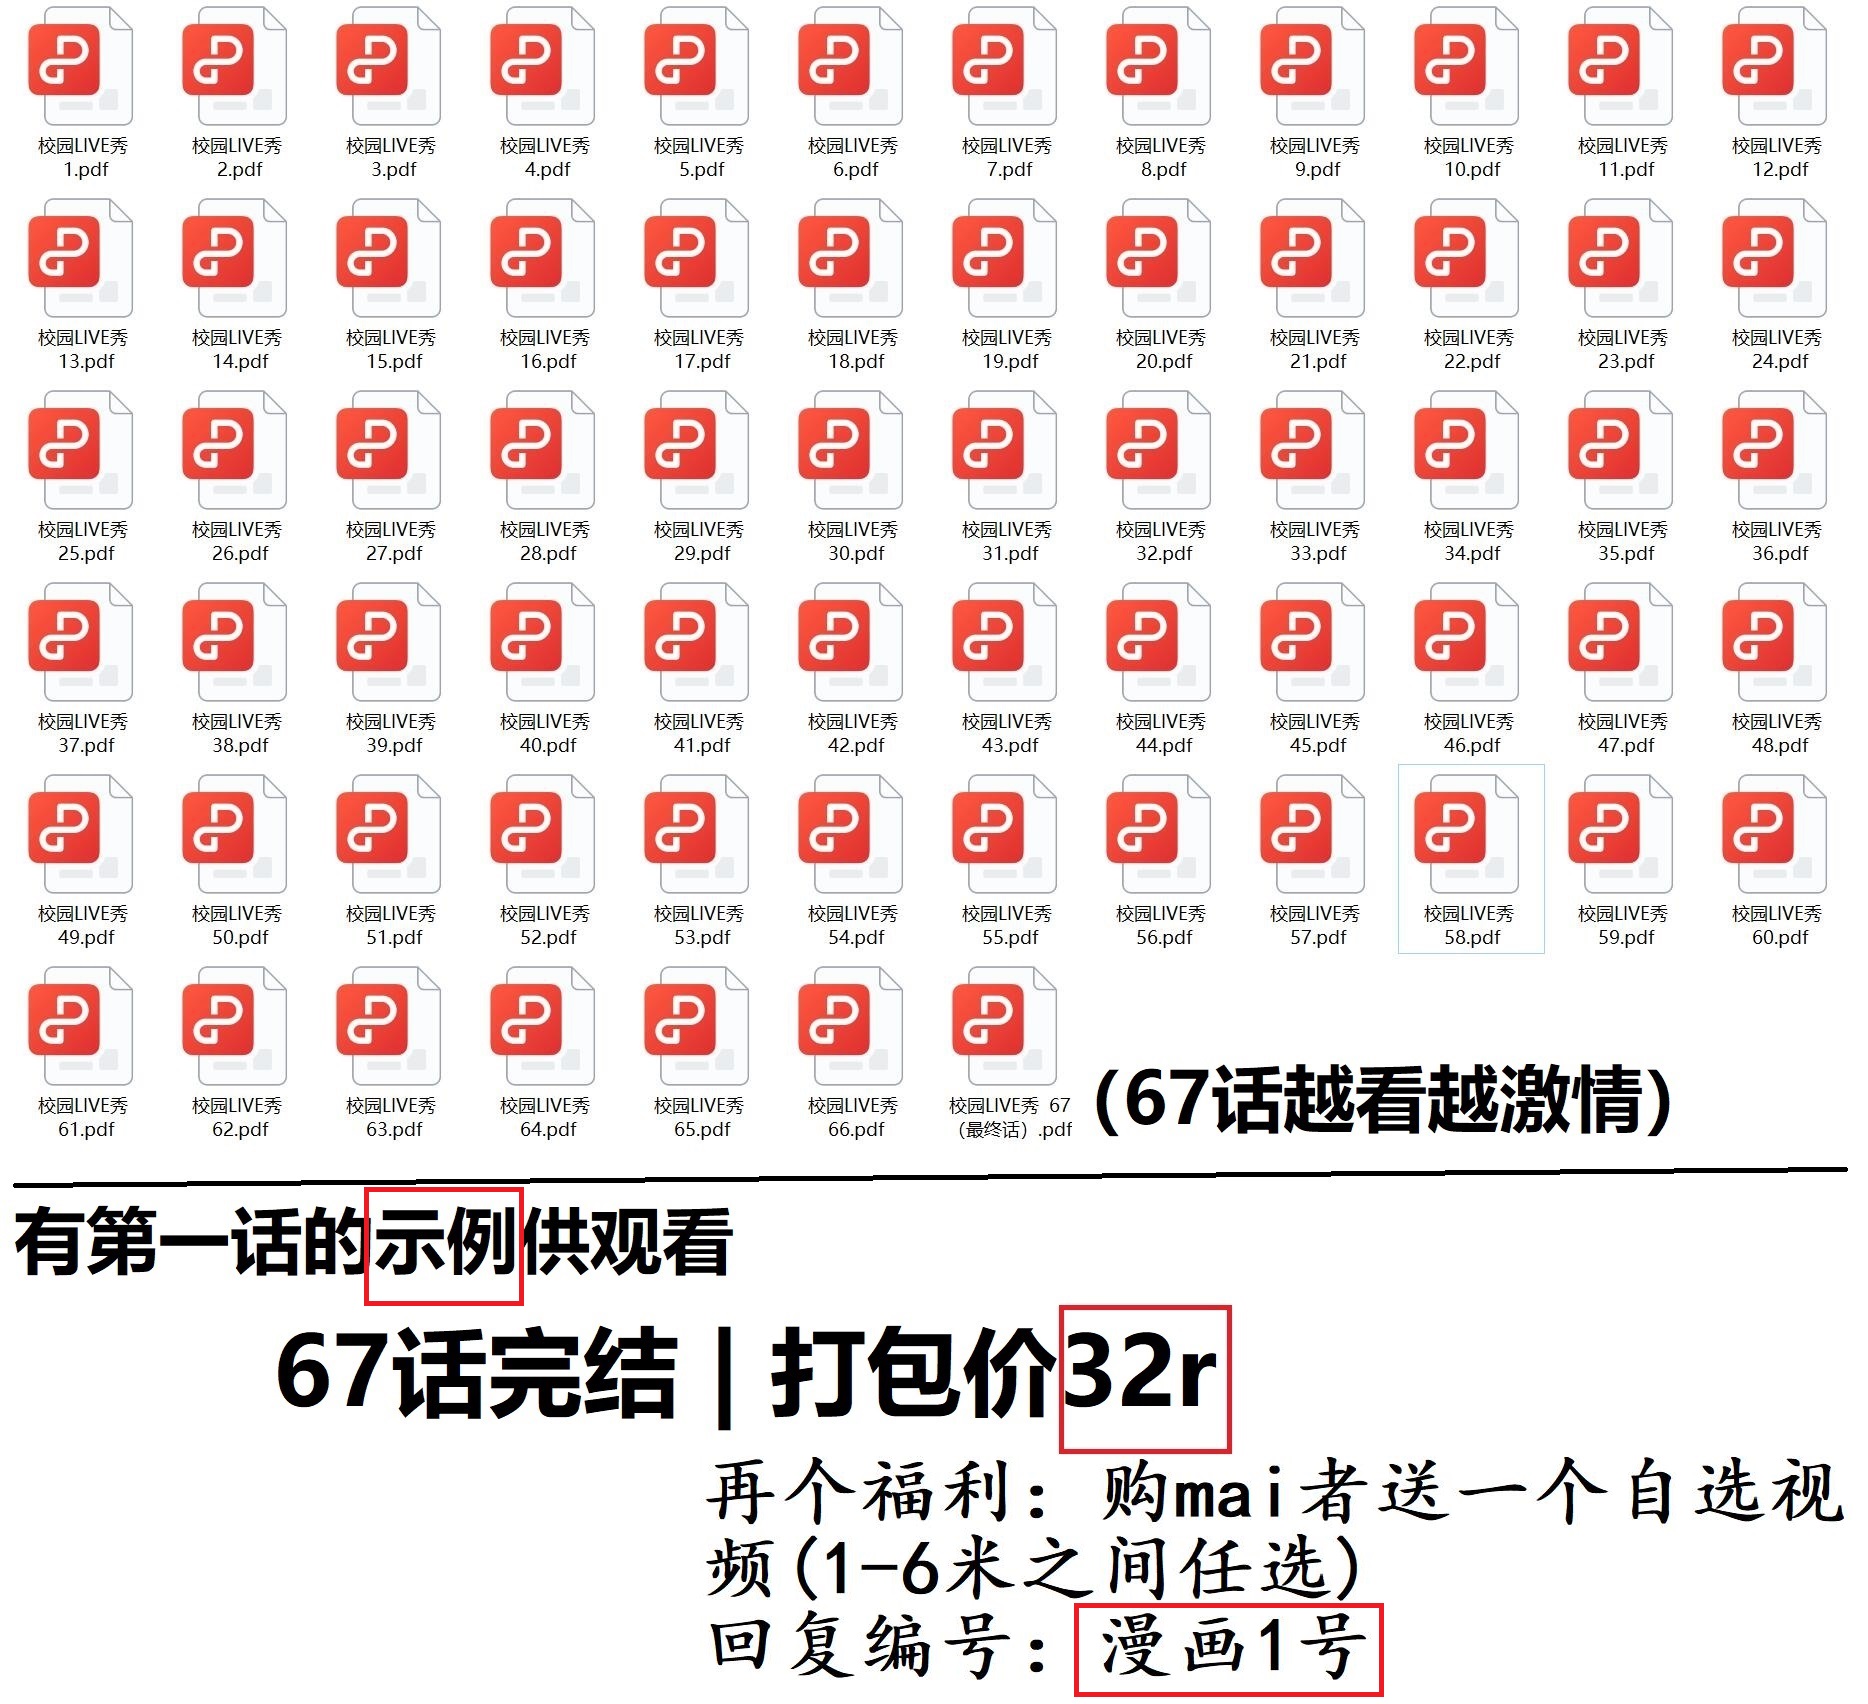 校园LIVE秀 校园LIVE秀 校园LIVE秀 校园LIVE秀 校园LIVE秀 校园LIVE秀 校园LIVE秀 校园LIVE秀 校园LIVE秀 校园LIVE秀 校园LIVE秀 校园LIVE秀
1.pdf 2.pdf 3.pdf 4.pdf 5.pdf 6.pdf 7.pdf 8.pdf 9.pdf 10.pdf 11.pdf 12.pdf
校园LIVE秀 校园LIVE秀 校园LIVE秀 校园LIVE秀 校园LIVE秀 校园LIVE秀 校园LIVE秀 校园LIVE秀 校园LIVE秀 校园LIVE秀 校园LIVE秀 校园LIVE秀
13.pdf 14.pdf 15.pdf 16.pdf 17.pdf 18.pdf 19.pdf 20.pdf 21.pdf 22.pdf 23.pdf 24.pdf
校园LIVE秀 校园LIVE秀 校园LIVE秀 校园LIVE秀 校园LIVE秀 校园LIVE秀 校园LIVE秀 校园LIVE秀 校园LIVE秀 校园LIVE秀 校园LIVE秀 校园LIVE秀
25.pdf 26.pdf 27.pdf 28.pdf 29.pdf 30.pdf 31.pdf 32.pdf 33.pdf 34.pdf 35.pdf 36.pdf
校园LIVE秀 校园LIVE秀 校园LIVE秀 校园LIVE秀 校园LIVE秀 校园LIVE秀 校园LIVE秀 校园LIVE秀 校园LIVE秀 校园LIVE秀 校园LIVE秀 校园LIVE秀
37.pdf 38.pdf 39.pdf 40.pdf 41.pdf 42.pdf 43.pdf 44.pdf 45.pdf 46.pdf 47.pdf 48.pdf
校园LIVE秀 校园LIVE秀 校园LIVE秀 校园LIVE秀 校园LIVE秀 校园LIVE秀 校园LIVE秀 校园LIVE秀 校园LIVE秀 校园LIVE秀 校园LIVE秀 校园LIVE秀
49.pdf 50.pdf 51.pdf 52.pdf 53.pdf 54.pdf 55.pdf 56.pdf 57.pdf 58.pdf 59.pdf 60.pdf
校园LIVE秀 校园LIVE秀 校园LIVE秀 校园LIVE秀 校园LIVE秀 校园LIVE秀 校园LIVE秀 67
61.pdf 62.pdf 63.pdf 64.pdf 65.pdf 66.pdf （最终话）.pdf
(67话越看越激情)
有第一话的示例供观看
67话完结 | 打包价32r
再个福利：购mai者送一个自选视
频(1-6米之间任选)
回复编号：漫画1号